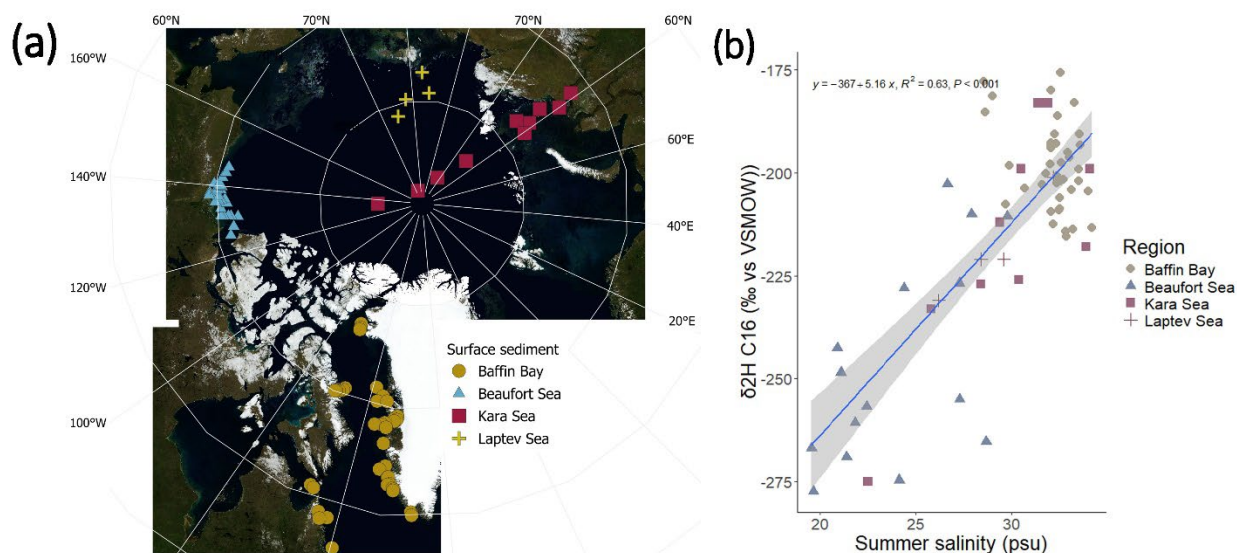 (a)
60°N
70°N
70°N
60°N
160°W
140°W
120°W
100°W
60°E
40°E
20°E
Surface sediment
Baffin Bay
Beaufort Sea
Kara Sea
Laptev Sea
(b)
y = −367+5.16 x, R² = 0.63, P < 0.001
δ2H C16 (‰ vs VSMOW))
-175
-200
-225
-250
-275
20
25
30
Summer salinity (psu)
Region
Baffin Bay
Beaufort Sea
Kara Sea
Laptev Sea